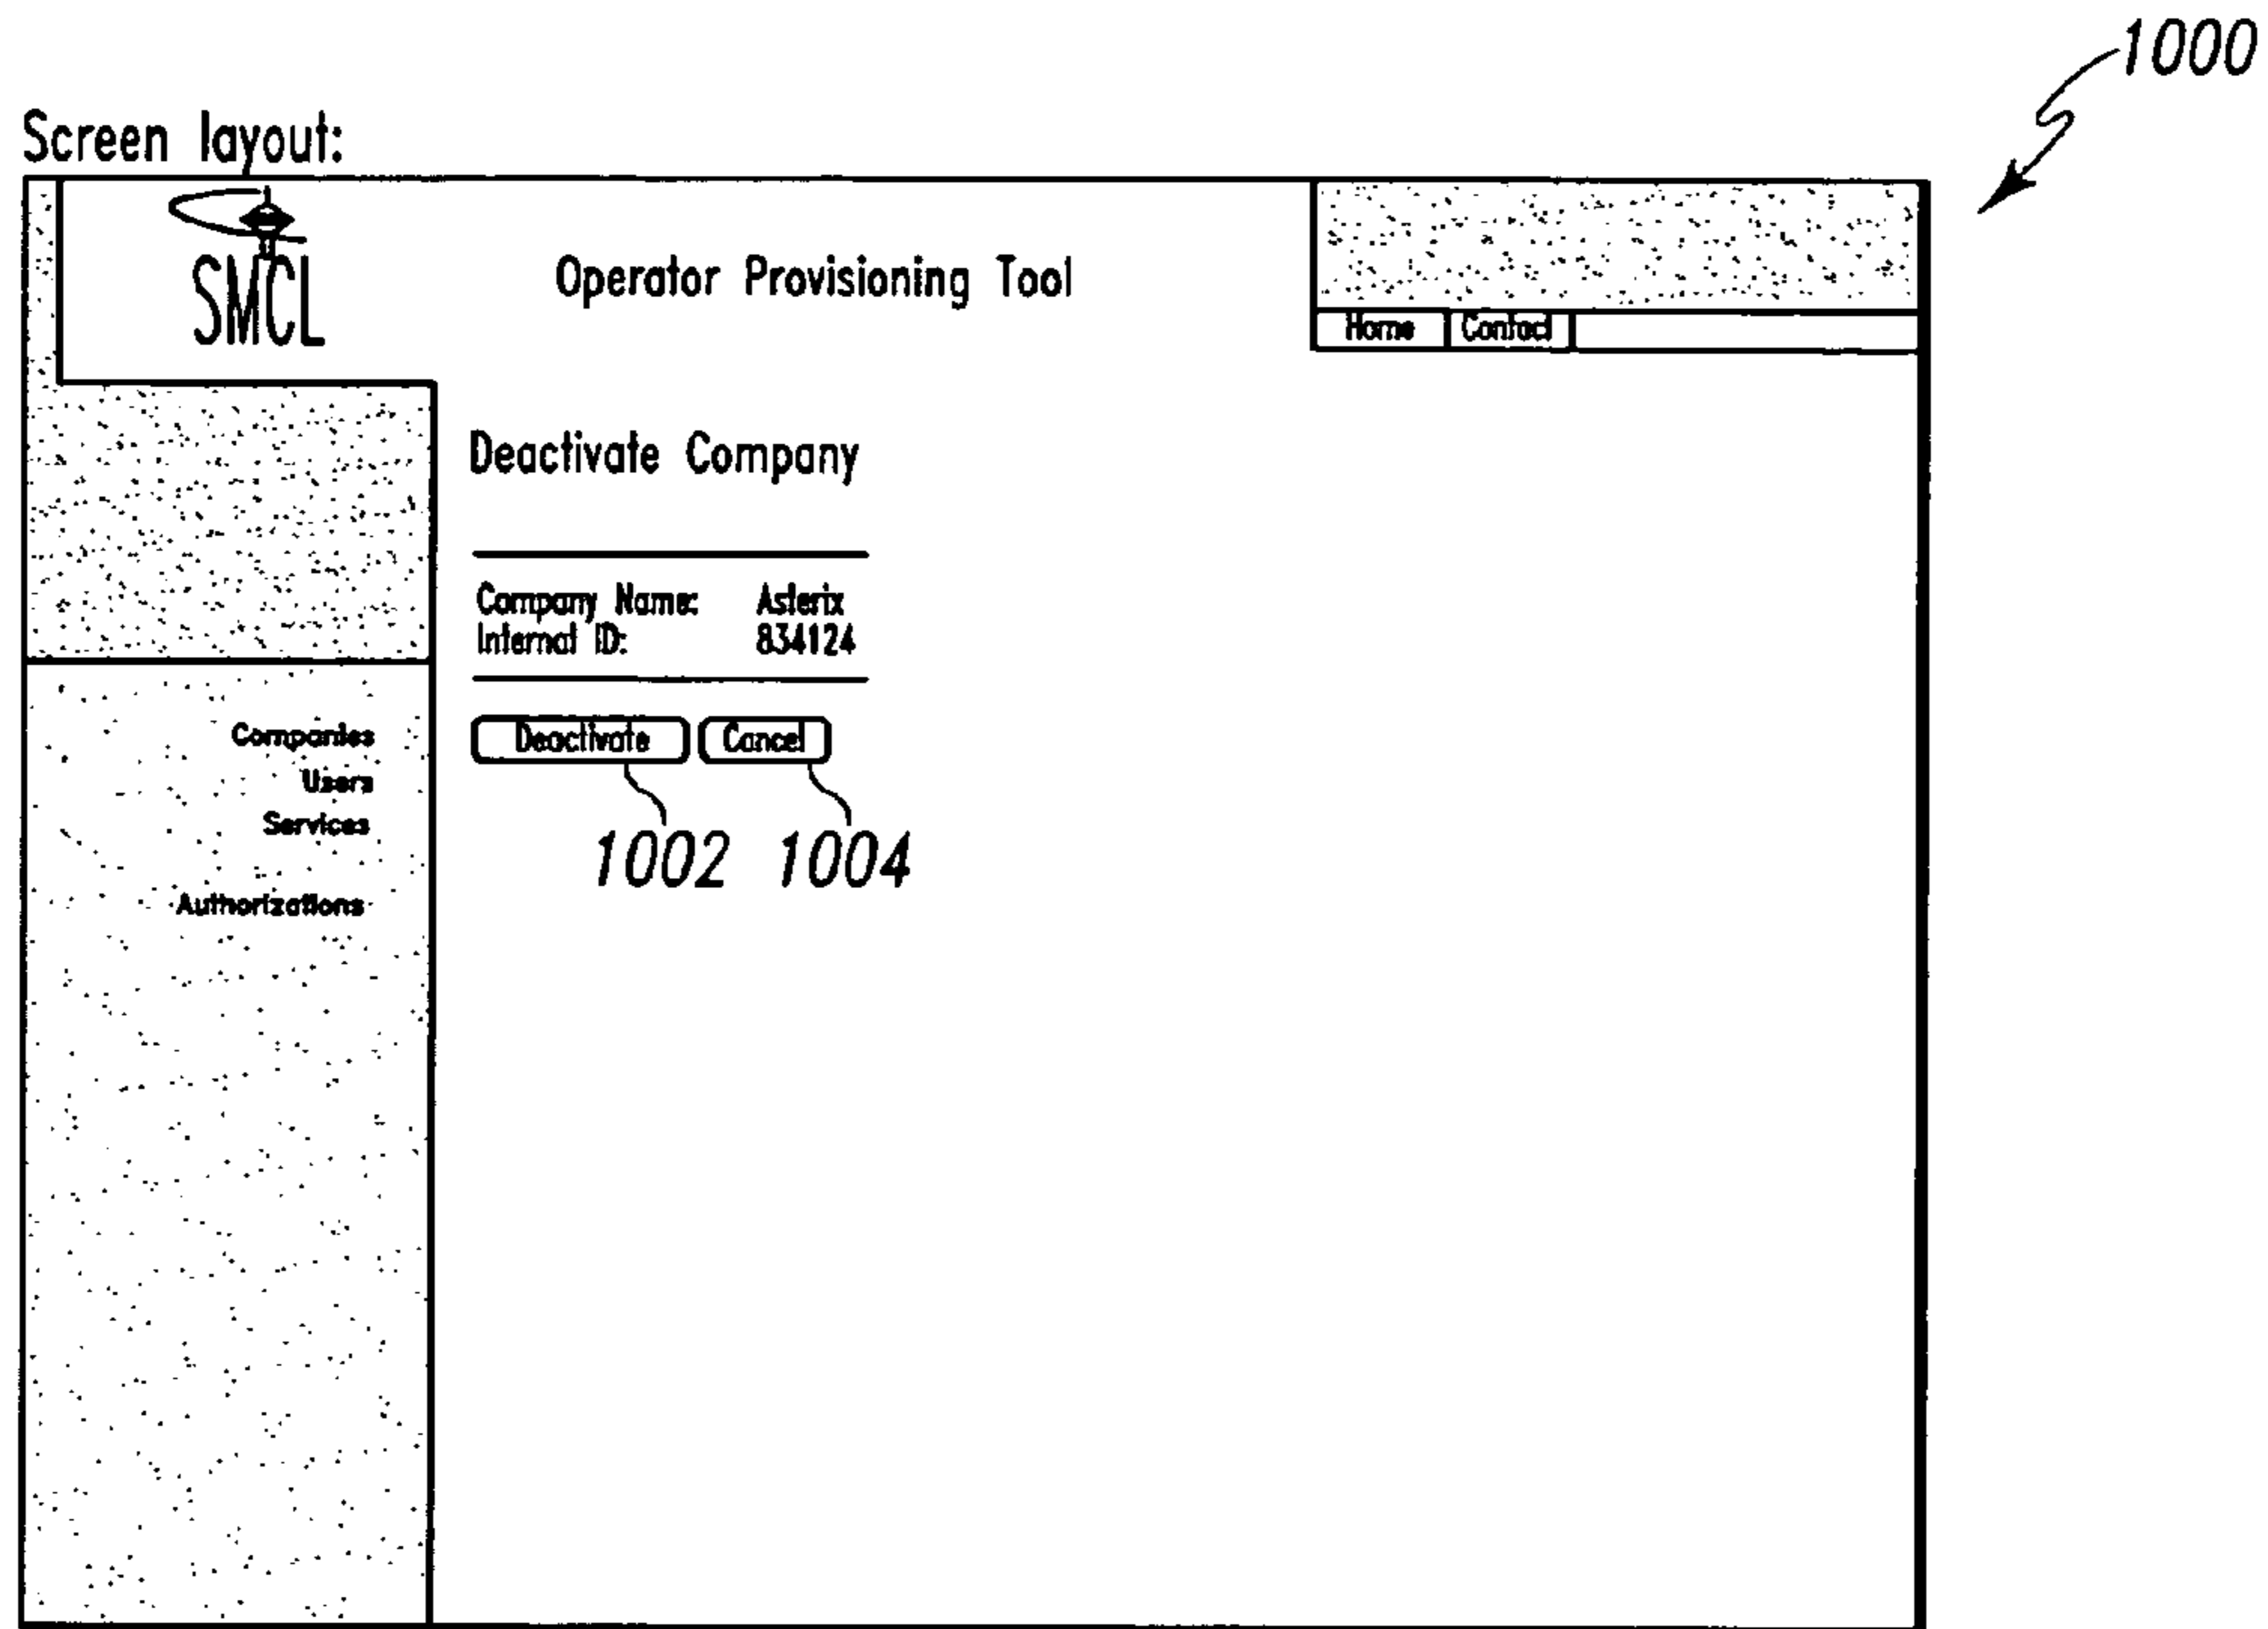 1000
Screen layout:
SMCL
Operator Provisioning Tool
Home Contact
Deactivate Company
Company Name: Asterix
Internal ID: 834124
Companies
Users
Services
Authorizations
Deactivate Cancel
1002 1004